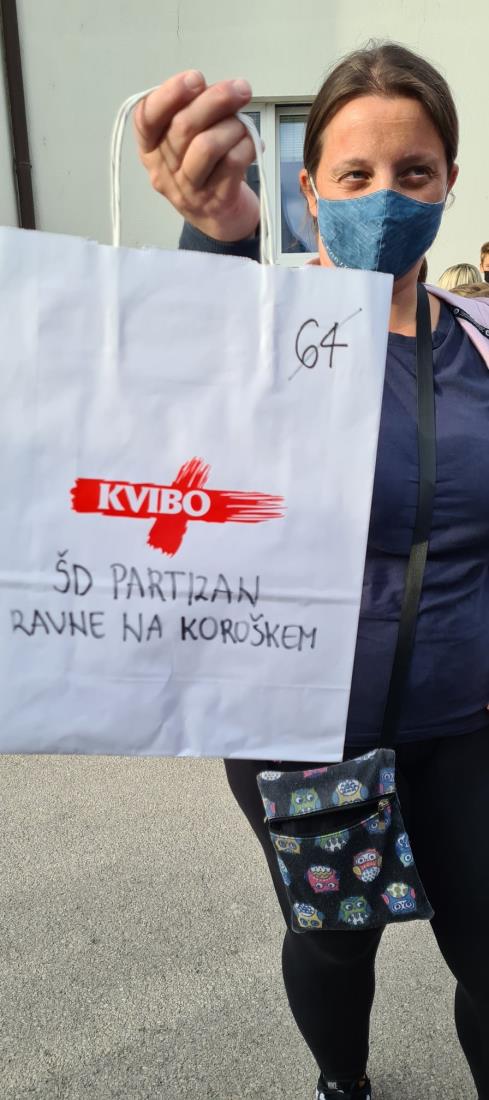 64
KVIBO
ŠD PARTIZAN
RAVNE NA KOROŠKEM